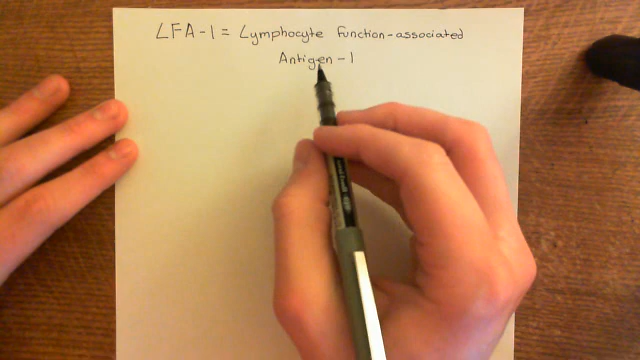 LFA-1 = Lymphocyte function-associated
Antigen-1